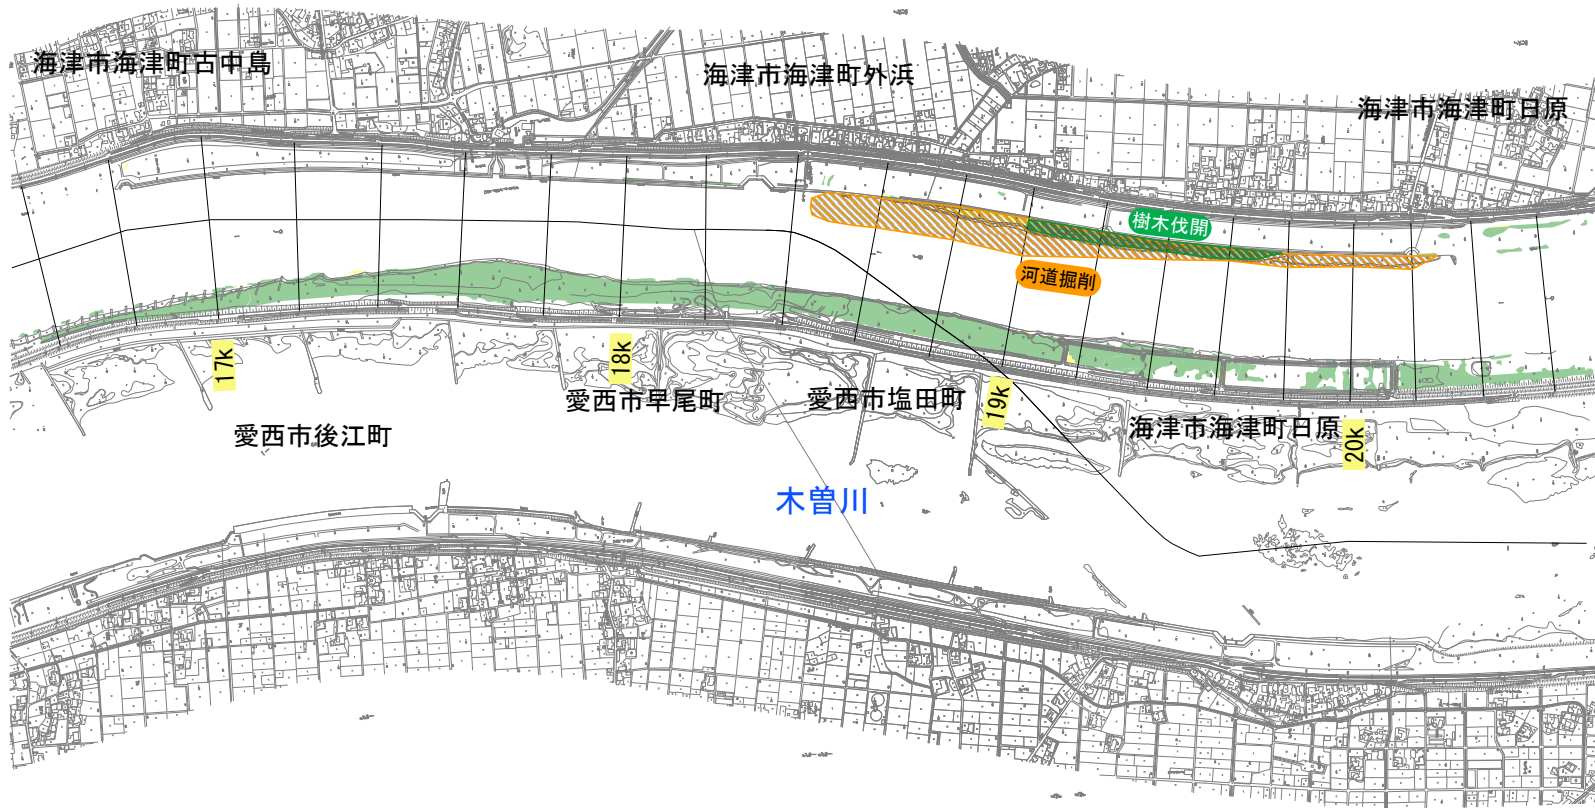 海津市海津町古中島
海津市海津町外浜
海津市海津町日原
樹木伐開
河道掘削
17k
18k
19k
20k
愛西市早尾町
愛西市塩田町
愛西市後江町
海津市海津町日原
木曽川